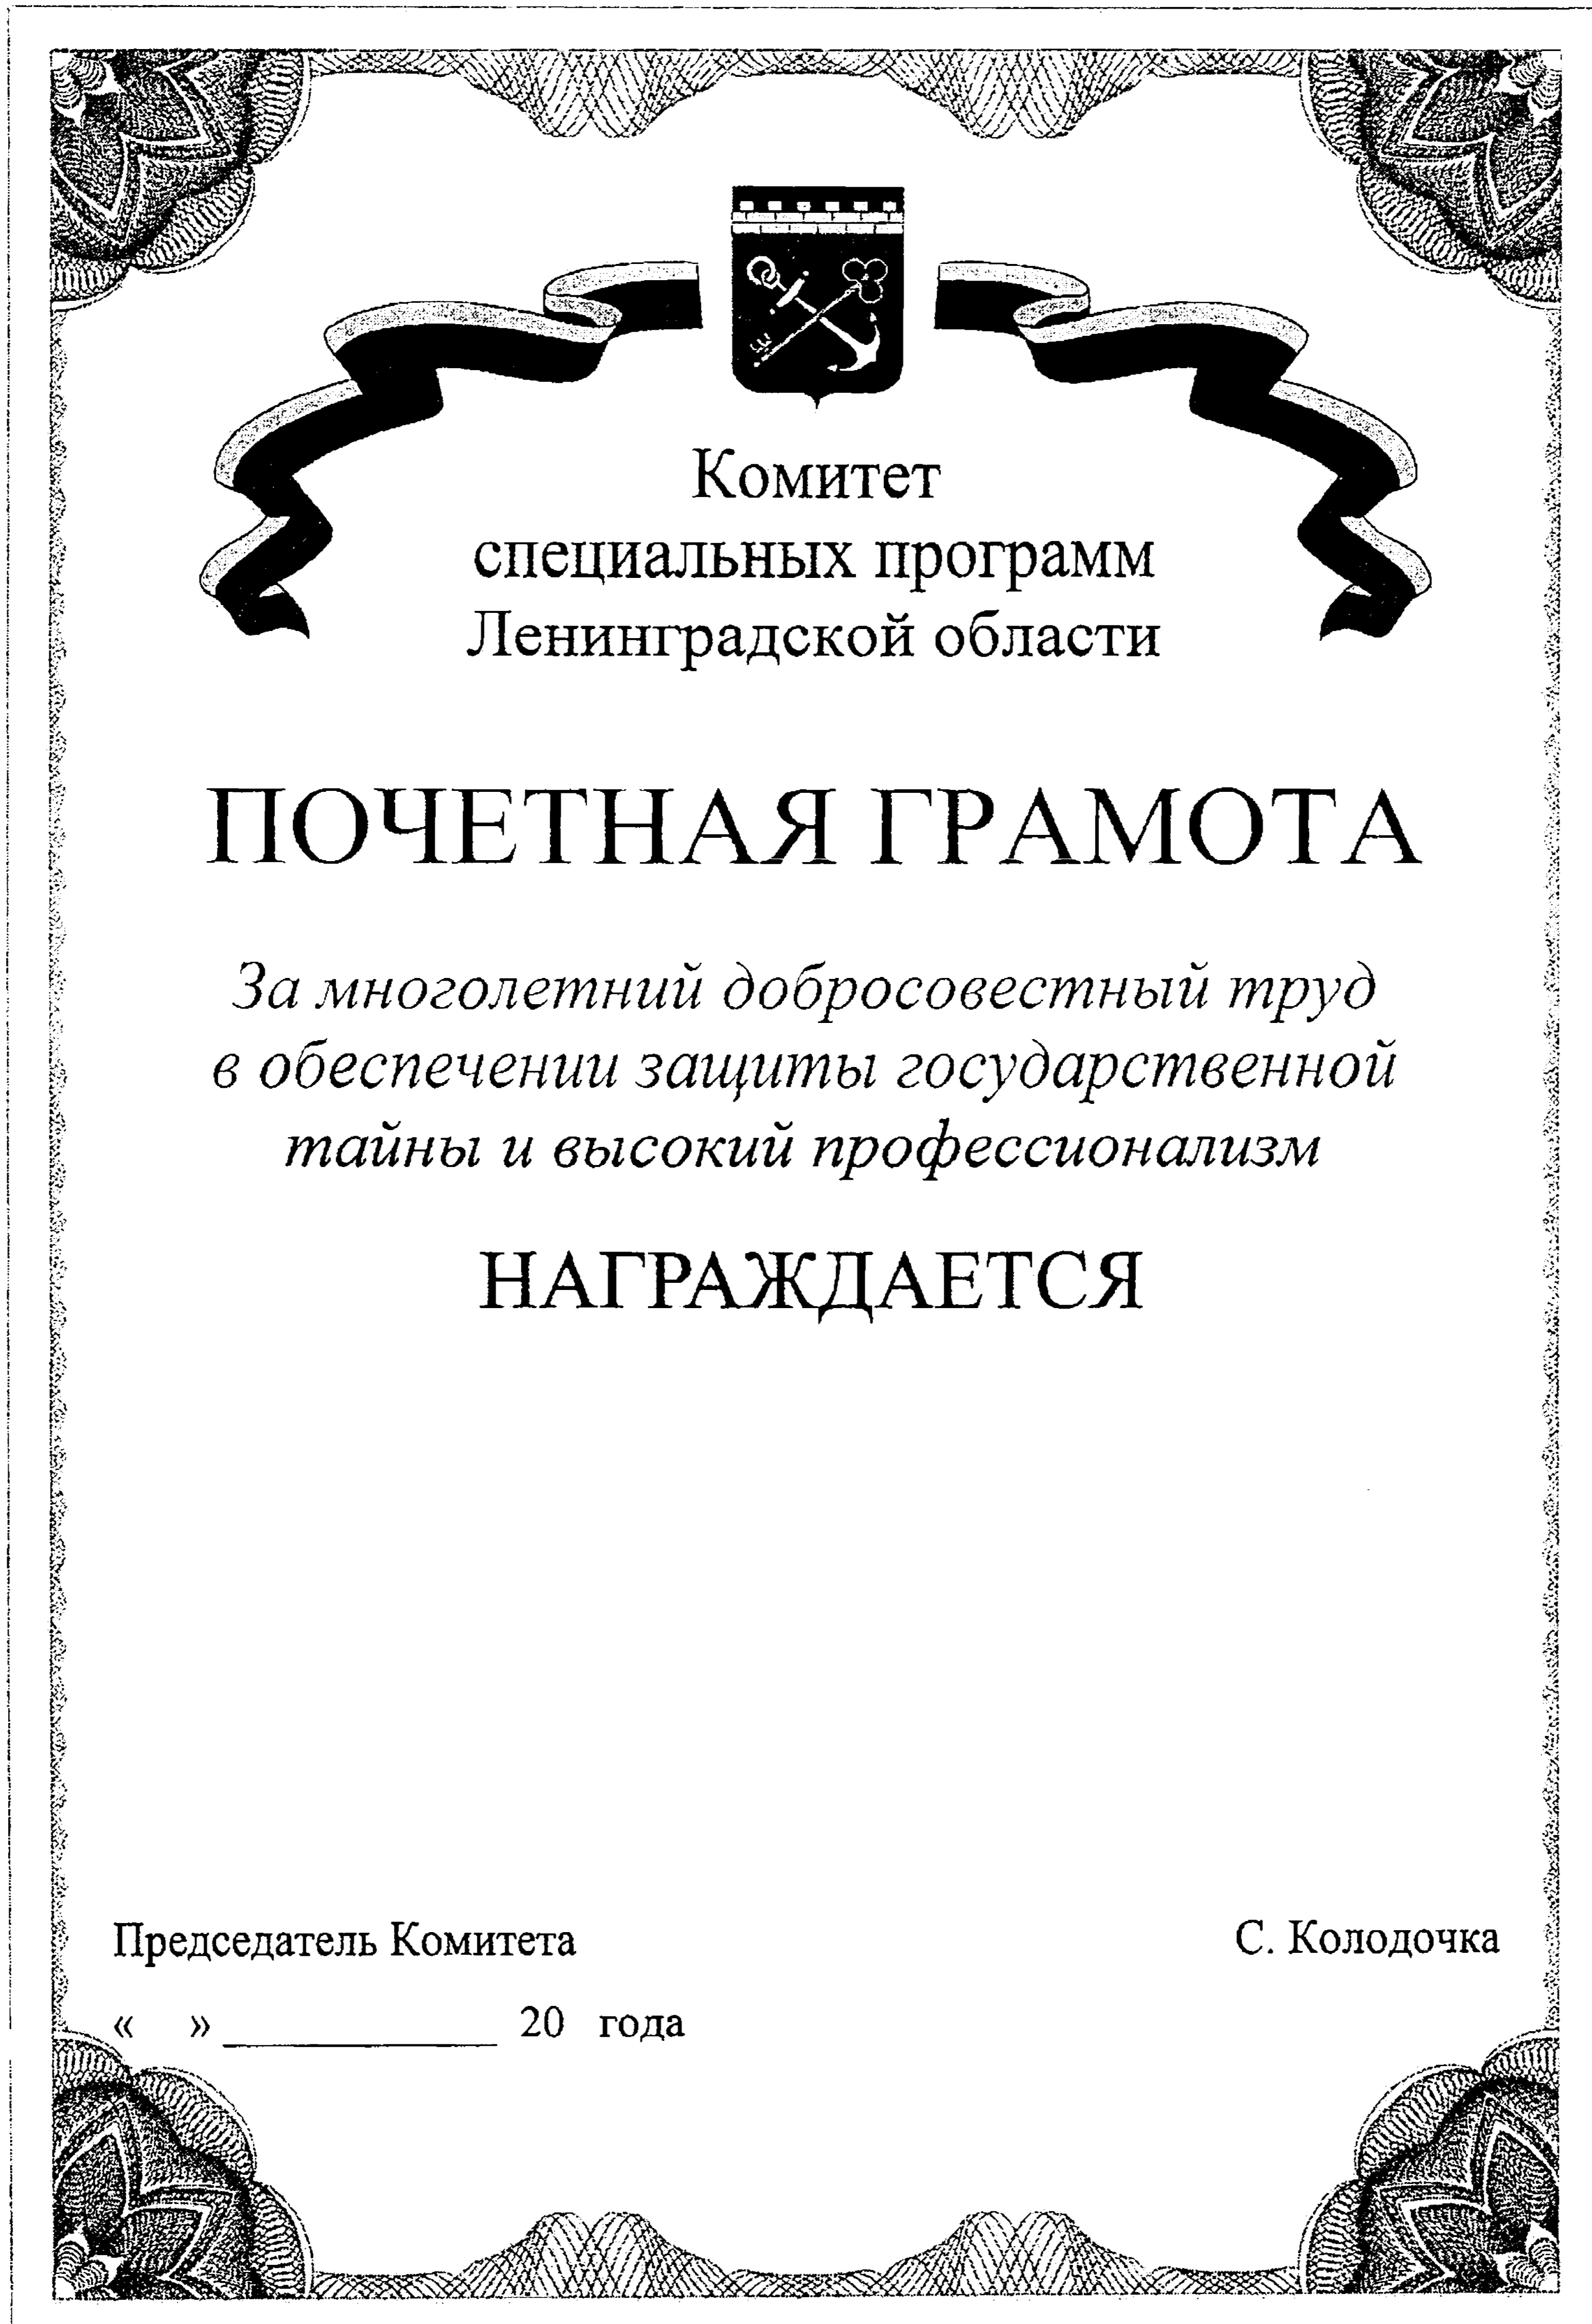 Комитет
специальных программ
Ленинградской области
ПОЧЕТНАЯ ГРАМОТА
За многолетний добросовестный труд
в обеспечении защиты государственной
тайны и высокий профессионализм
НАГРАЖДАЕТСЯ
Председатель Комитета С. Колодочка
« » ____________ 20 года